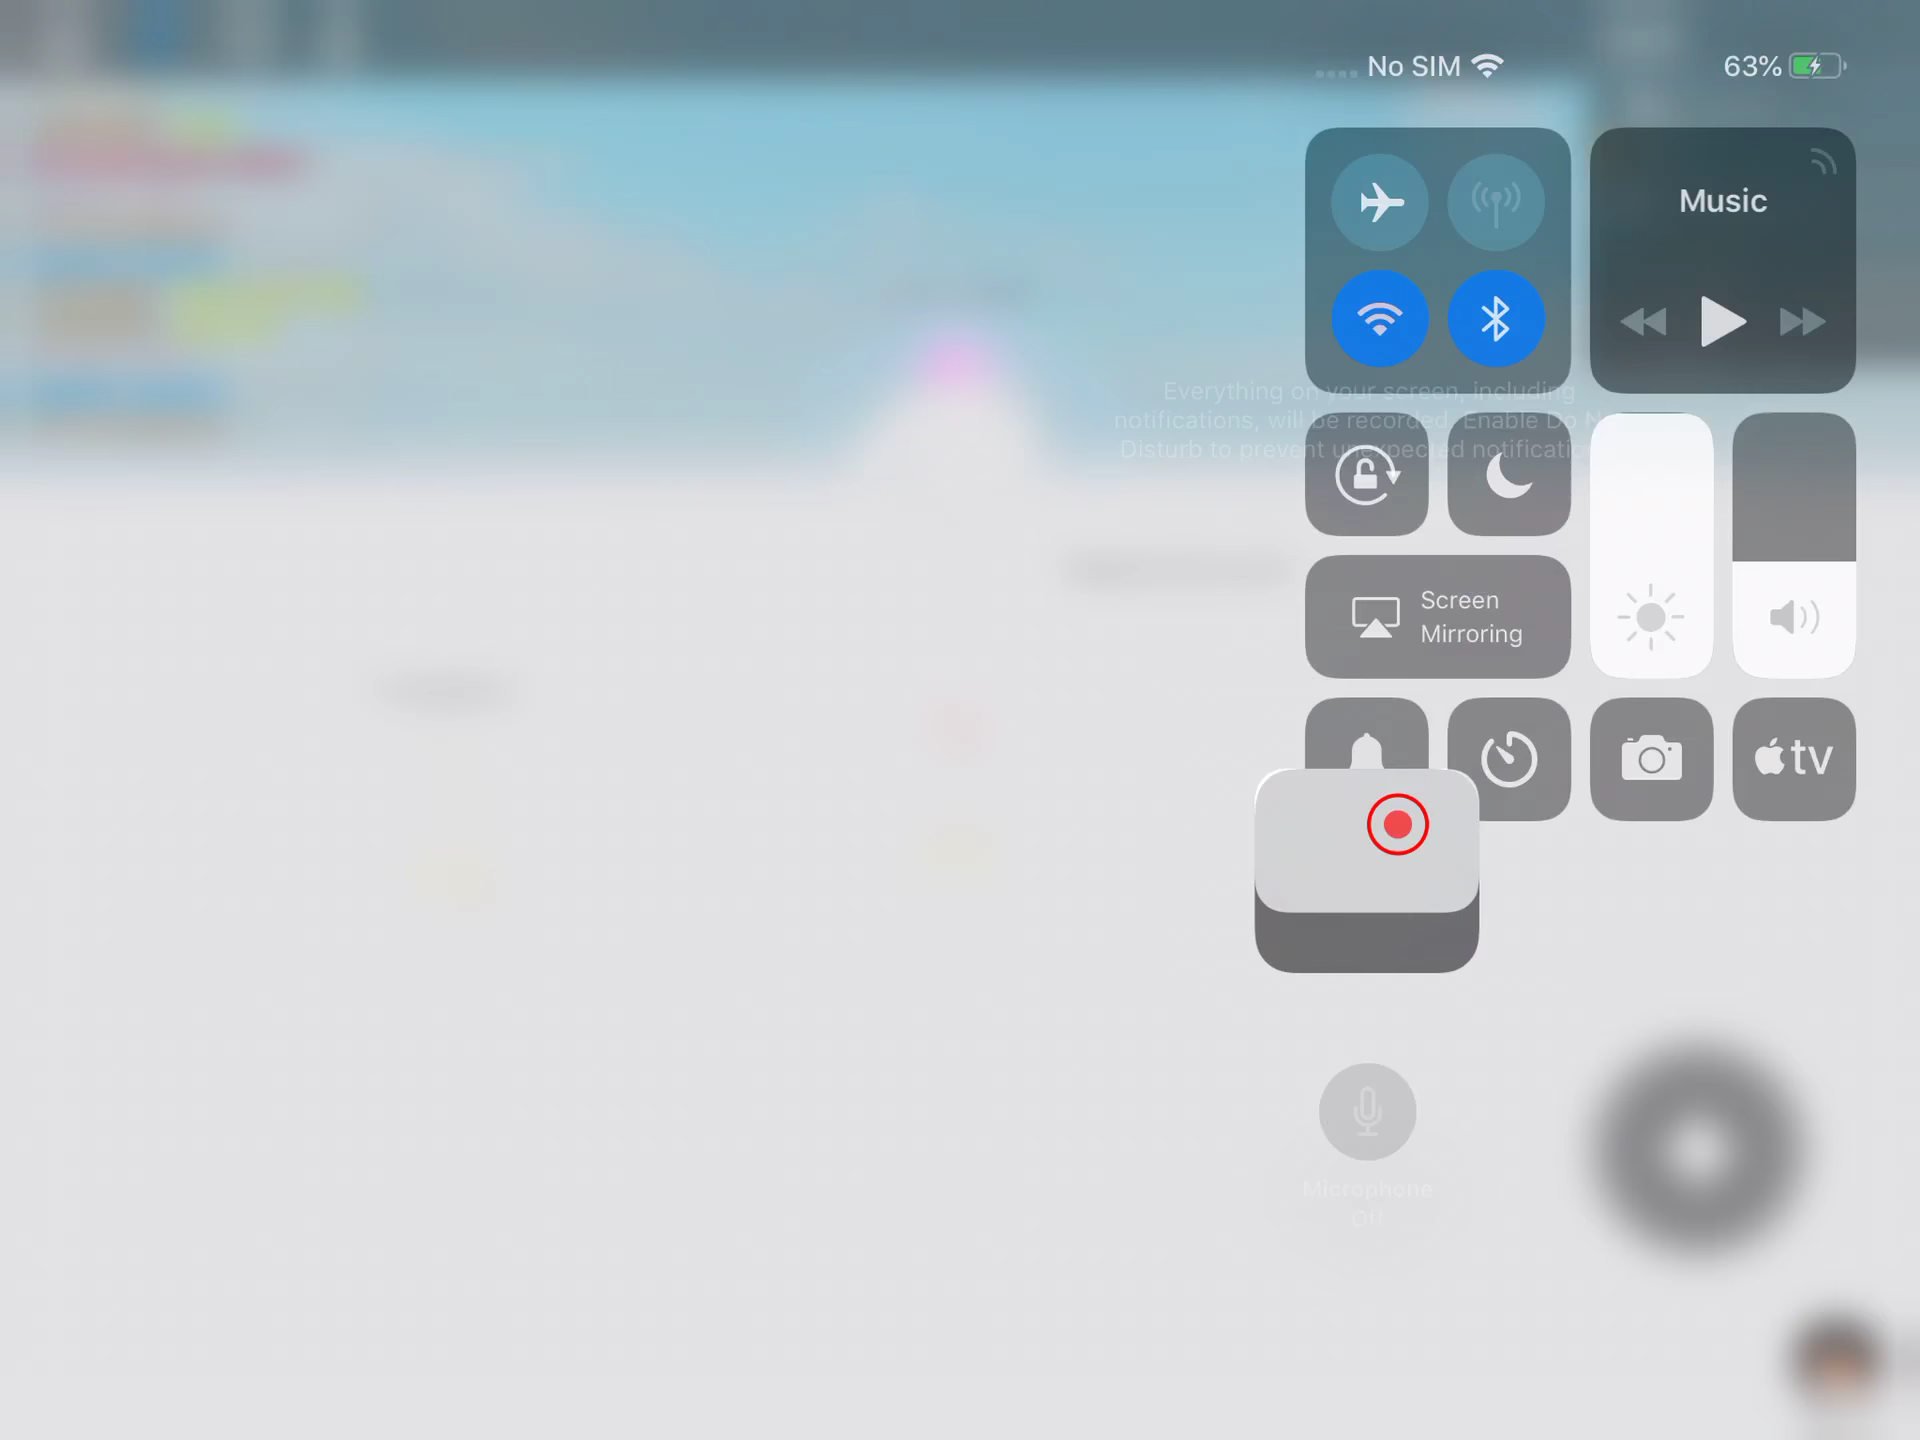 No SIM
63%
Music
Everything on your screen, including
notifications, will be recorded. Enable Do N
Disturb to prevent unexpected notificatio
Screen
Mirroring
tv
Microphone
Off